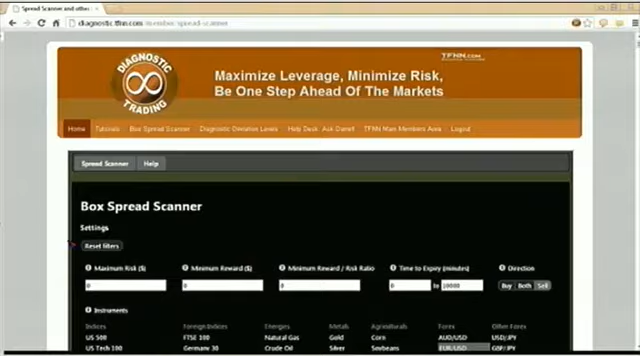 Spread Scanner and other
diagnostic.tfnn.com/member/spread-scanner
DIAGNOSTIC
TRADING
TFNN.COM
Maximize Leverage, Minimize Risk,
Be One Step Ahead Of The Markets
Home Tutorials Box Spread Scanner Diagnostic Deviation Levels Help Desk Ask Darrell TFNN Main Members Area Logout
Spread Scanner Help
Box Spread Scanner
Settings
Reset filters
Maximum Risk ($) Minimum Reward ($) Minimum Reward / Risk Ratio Time to Expiry (minutes) Direction
0 0 0 0 to 10080 Buy Both Sell
Instruments
Indices Foreign Indices Energies Metals Agriculturals Forex Other Forex
US 500 FTSE 100 Natural Gas Gold Corn AUD/USD USD/JPY
US Tech 100 Germany 30 Crude Oil Silver Soybeans EUR/USD GBP/JPY